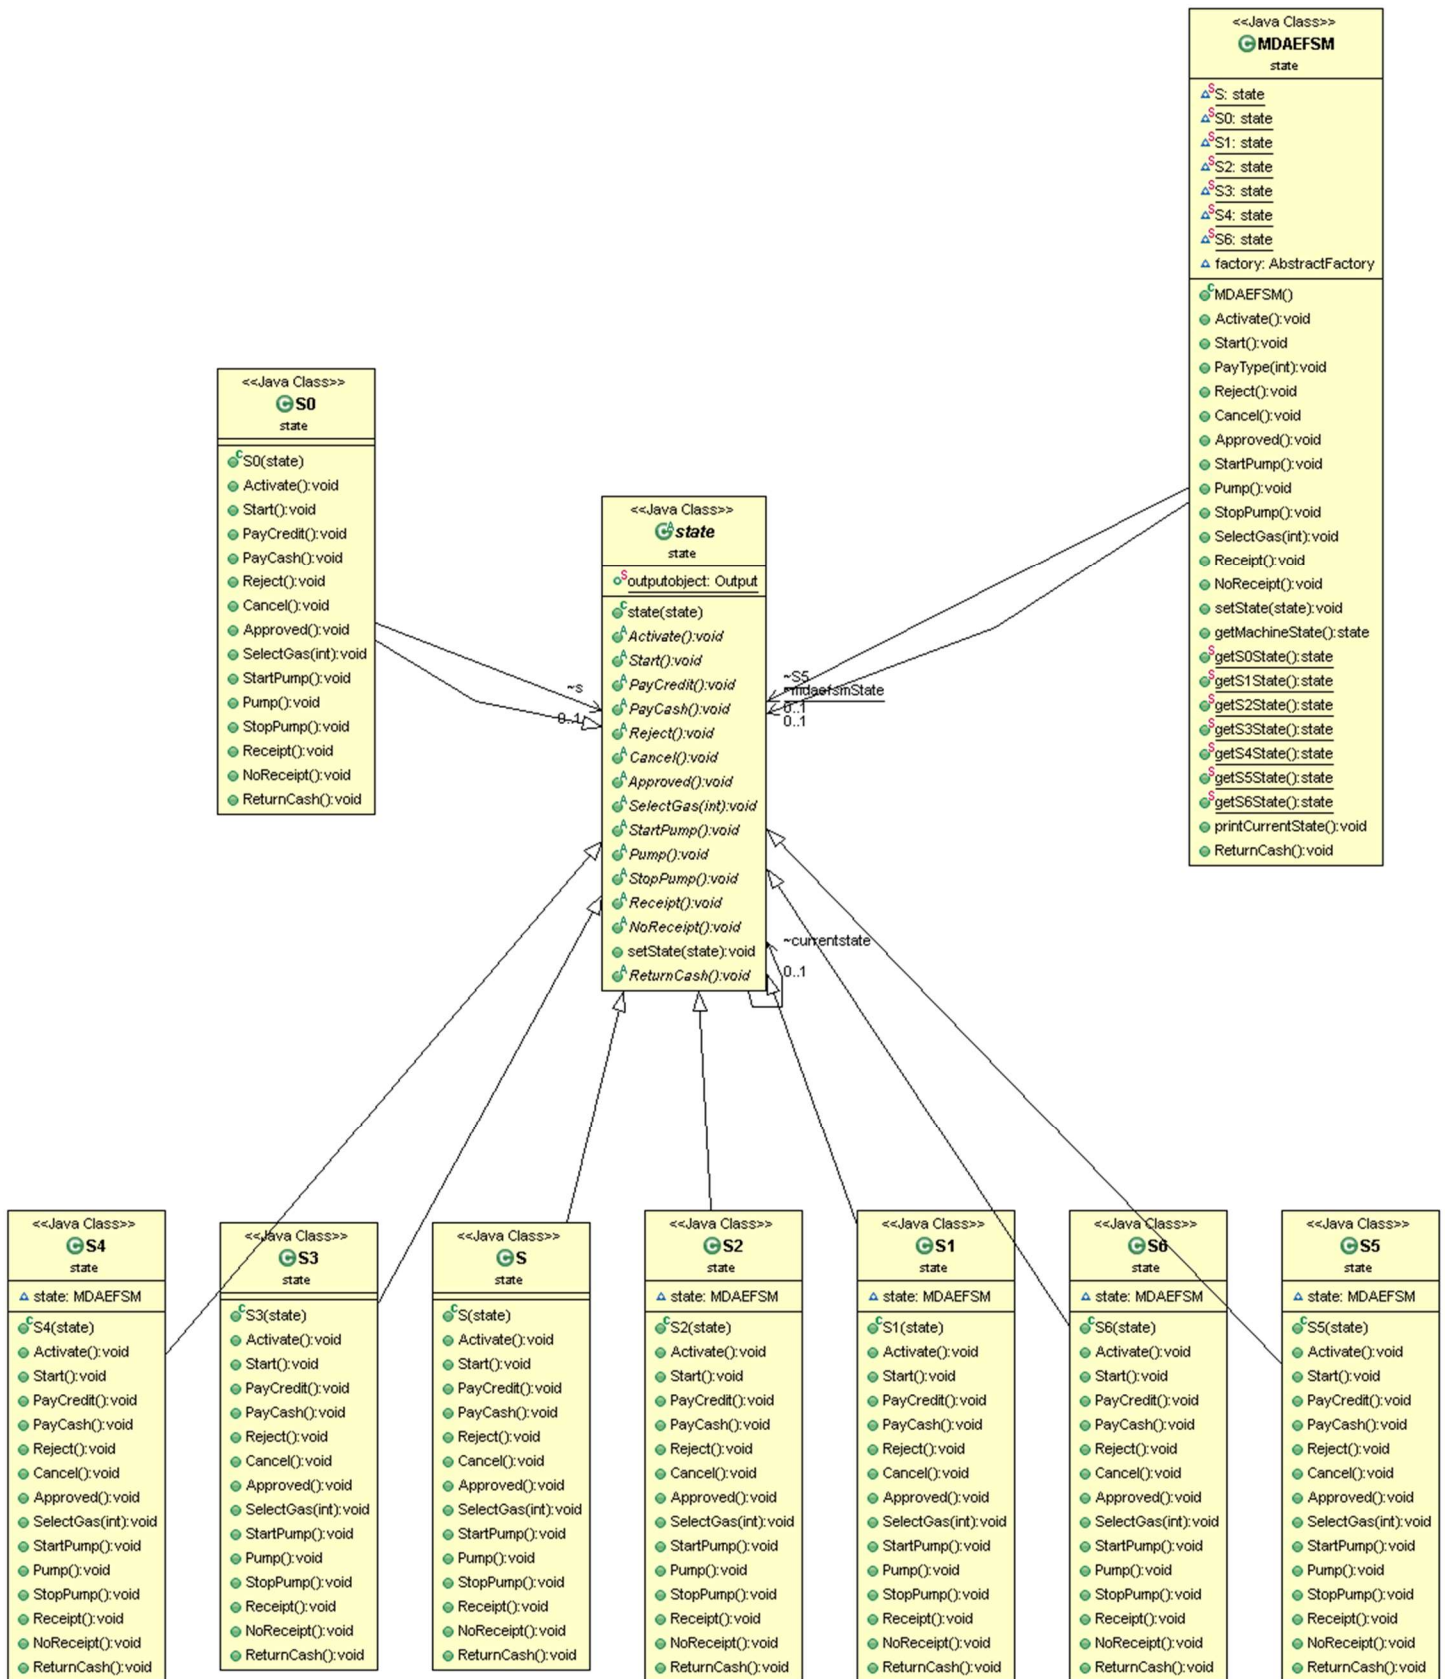 <<Java Class>>
MDAEFSM
state
S: state
S0: state
S1: state
S2: state
S3: state
S4: state
S6: state
factory: AbstractFactory
MDAEFSM()
Activate():void
Start():void
PayType(int):void
Reject():void
Cancel():void
Approved():void
StartPump():void
Pump():void
StopPump():void
SelectGas(int):void
Receipt():void
NoReceipt():void
setState(state):void
getMachineState():state
getS0State():state
getS1State():state
getS2State():state
getS3State():state
getS4State():state
getS5State():state
getS6State():state
printCurrentState():void
ReturnCash():void
<<Java Class>>
S0
state
S0(state)
Activate():void
Start():void
PayCredit():void
PayCash():void
Reject():void
Cancel():void
Approved():void
SelectGas(int):void
StartPump():void
Pump():void
StopPump():void
Receipt():void
NoReceipt():void
ReturnCash():void
~s
0..1
<<Java Class>>
state
state
outputobject: Output
state(state)
Activate():void
Start():void
PayCredit():void
PayCash():void
Reject():void
Cancel():void
Approved():void
SelectGas(int):void
StartPump():void
Pump():void
StopPump():void
Receipt():void
NoReceipt():void
setState(state):void
ReturnCash():void
~S5
~mdaefsmState
0..1
0..1
~currentstate
0..1
<<Java Class>>
S4
state
state: MDAEFSM
S4(state)
Activate():void
Start():void
PayCredit():void
PayCash():void
Reject():void
Cancel():void
Approved():void
SelectGas(int):void
StartPump():void
Pump():void
StopPump():void
Receipt():void
NoReceipt():void
ReturnCash():void
<<Java Class>>
S3
state
S3(state)
Activate():void
Start():void
PayCredit():void
PayCash():void
Reject():void
Cancel():void
Approved():void
SelectGas(int):void
StartPump():void
Pump():void
StopPump():void
Receipt():void
NoReceipt():void
ReturnCash():void
<<Java Class>>
S
state
S(state)
Activate():void
Start():void
PayCredit():void
PayCash():void
Reject():void
Cancel():void
Approved():void
SelectGas(int):void
StartPump():void
Pump():void
StopPump():void
Receipt():void
NoReceipt():void
ReturnCash():void
<<Java Class>>
S2
state
state: MDAEFSM
S2(state)
Activate():void
Start():void
PayCredit():void
PayCash():void
Reject():void
Cancel():void
Approved():void
SelectGas(int):void
StartPump():void
Pump():void
StopPump():void
Receipt():void
NoReceipt():void
ReturnCash():void
<<Java Class>>
S1
state
state: MDAEFSM
S1(state)
Activate():void
Start():void
PayCredit():void
PayCash():void
Reject():void
Cancel():void
Approved():void
SelectGas(int):void
StartPump():void
Pump():void
StopPump():void
Receipt():void
NoReceipt():void
ReturnCash():void
<<Java Class>>
S6
state
state: MDAEFSM
S6(state)
Activate():void
Start():void
PayCredit():void
PayCash():void
Reject():void
Cancel():void
Approved():void
SelectGas(int):void
StartPump():void
Pump():void
StopPump():void
Receipt():void
NoReceipt():void
ReturnCash():void
<<Java Class>>
S5
state
state: MDAEFSM
S5(state)
Activate():void
Start():void
PayCredit():void
PayCash():void
Reject():void
Cancel():void
Approved():void
SelectGas(int):void
StartPump():void
Pump():void
StopPump():void
Receipt():void
NoReceipt():void
ReturnCash():void